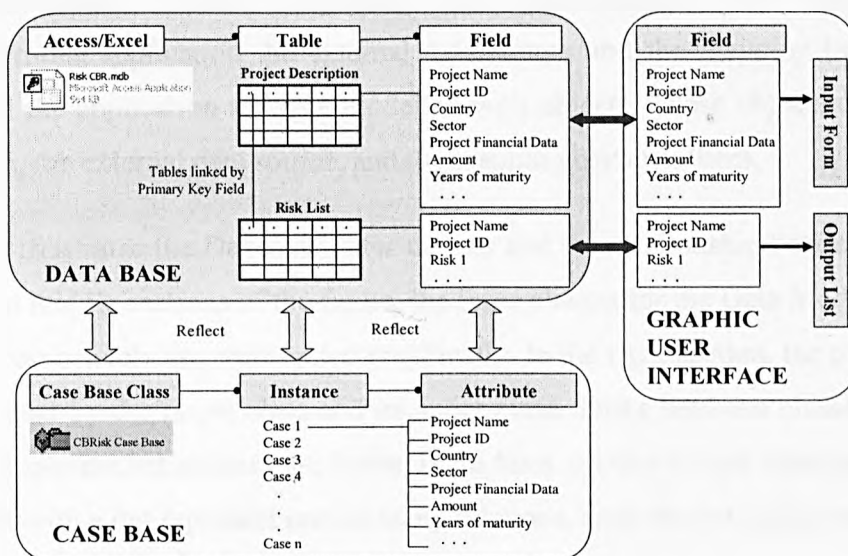 Access/Excel
Table
Field
Field
Risk CBR.mdb
Microsoft Access Application
Project Description
Tables linked by
Primary Key Field
Risk List
Project Name
Project ID
Country
Sector
Project Financial Data
Amount
Years of maturity
. . .
Project Name
Project ID
Risk 1
. . .
DATA BASE
Project Name
Project ID
Country
Sector
Project Financial Data
Amount
Years of maturity
. . .
Project Name
Project ID
Risk 1
. . .
Input Form
Output List
GRAPHIC
USER
INTERFACE
Reflect
Reflect
Case Base Class
Instance
Attribute
CBRisk Case Base
Case 1
Case 2
Case 3
Case 4
.
.
Case n
Project Name
Project ID
Country
Sector
Project Financial Data
Amount
Years of maturity
. . .
CASE BASE